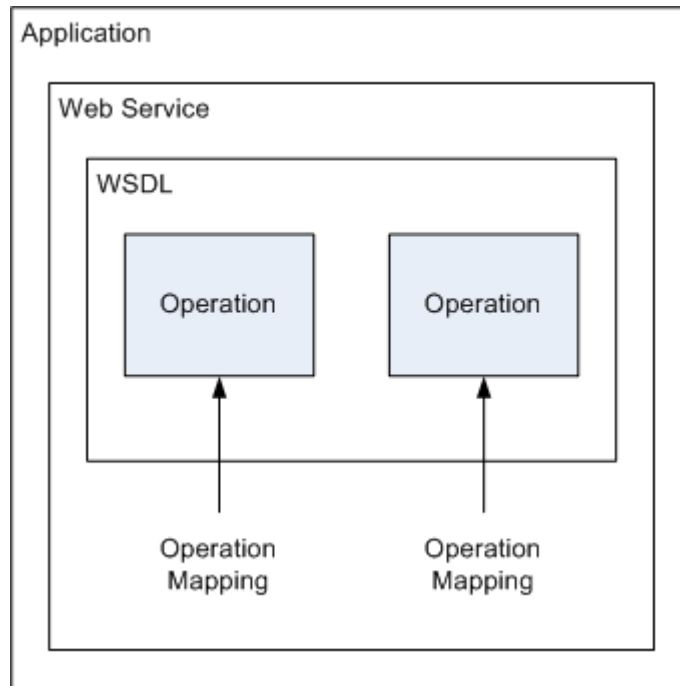 Application
Web Service
WSDL
Operation
Operation
Operation
Mapping
Operation
Mapping